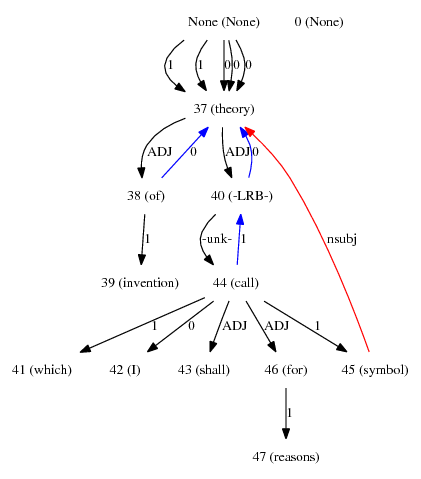 None (None) 0 (None)
1 1 0 0 0
37 (theory)
ADJ 0 ADJ 0
38 (of) 40 (-LRB-)
1 -unk- 1 nsubj
39 (invention) 44 (call)
1 0 ADJ ADJ 1
41 (which) 42 (I) 43 (shall) 46 (for) 45 (symbol)
1
47 (reasons)